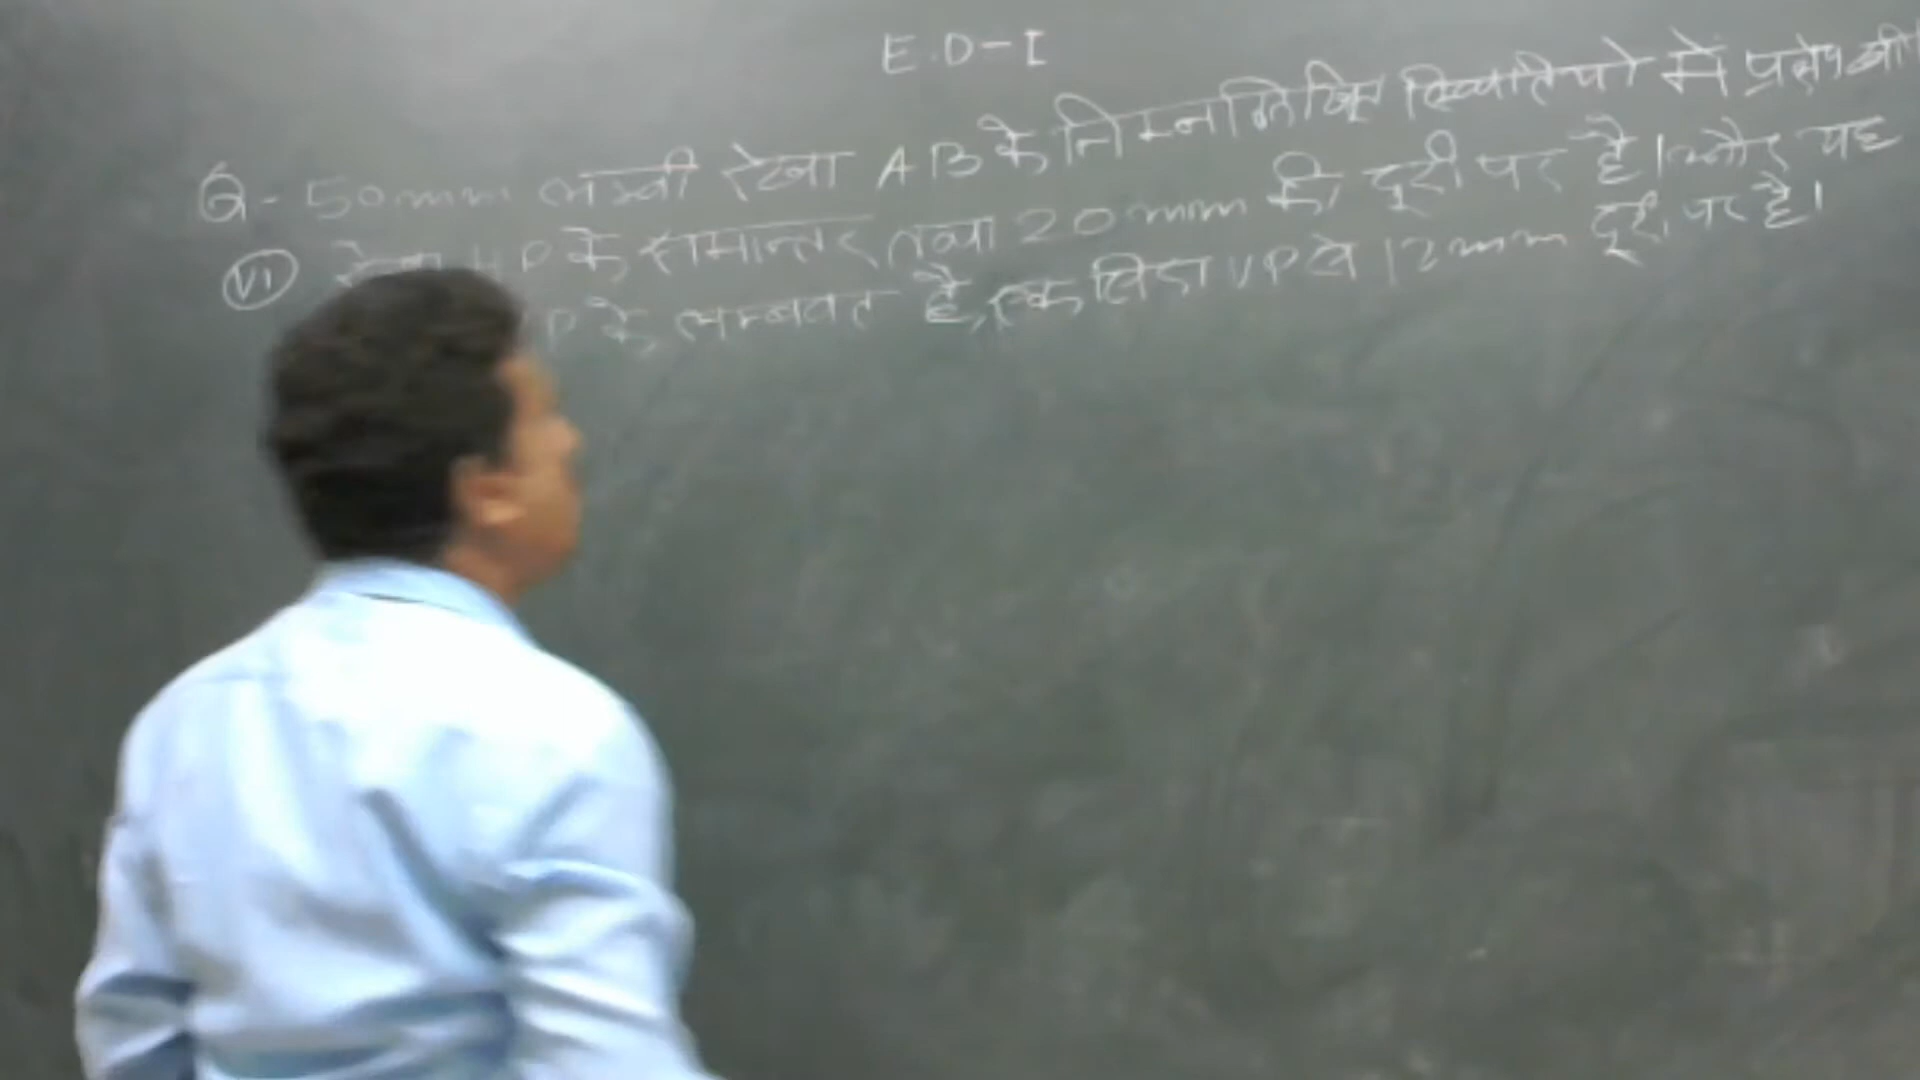 E.D-I
Q- 50mm लम्बी रेखा AB के निम्नलिखित स्थितियो में प्रक्षेप खी
(VI) रेखा HP के समान्तर तथा 20mm की दूरी पर है। और यह
P के लम्बवत है, एक सिरा VP से 12mm दूरी पर है।